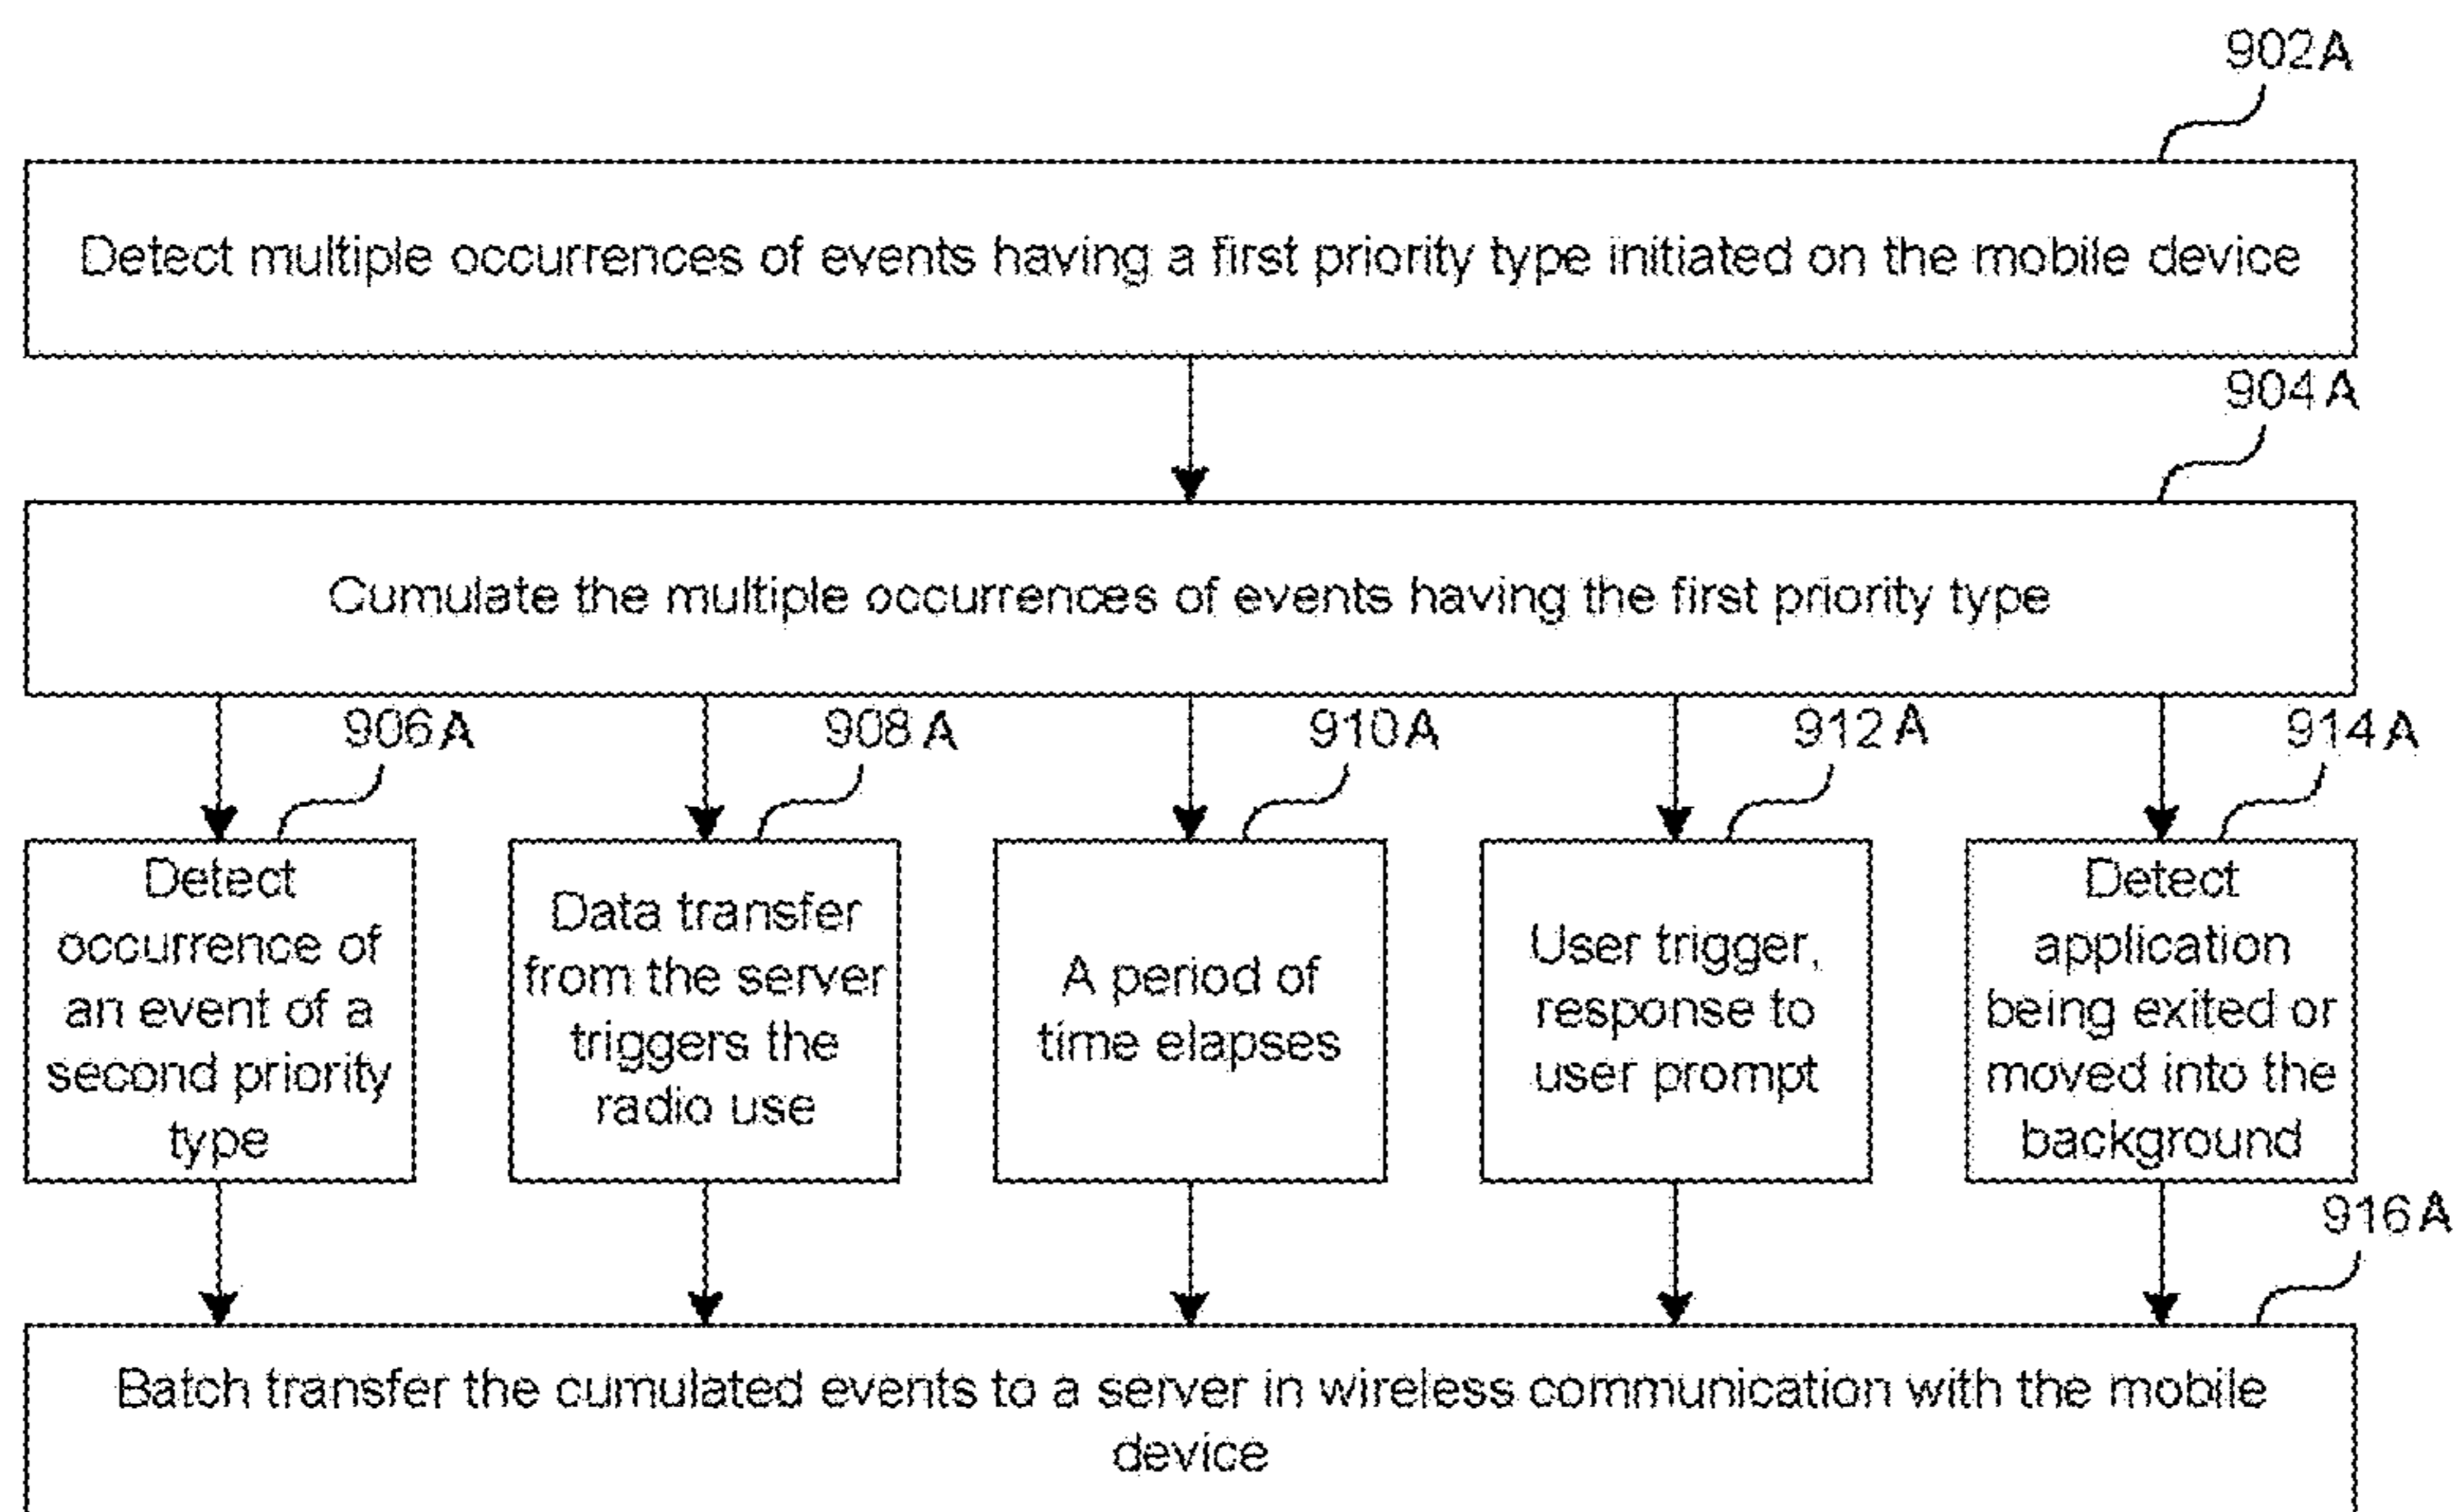 902A
Detect multiple occurrences of events having a first priority type initiated on the mobile device
904A
Cumulate the multiple occurrences of events having the first priority type
906A
908A
910A
912A
914A
Detect
occurrence of
an event of a
second priority
type
Data transfer
from the server
triggers the
radio use
A period of
time elapses
User trigger,
response to
user prompt
Detect
application
being exited or
moved into the
background
916A
Batch transfer the cumulated events to a server in wireless communication with the mobile
device